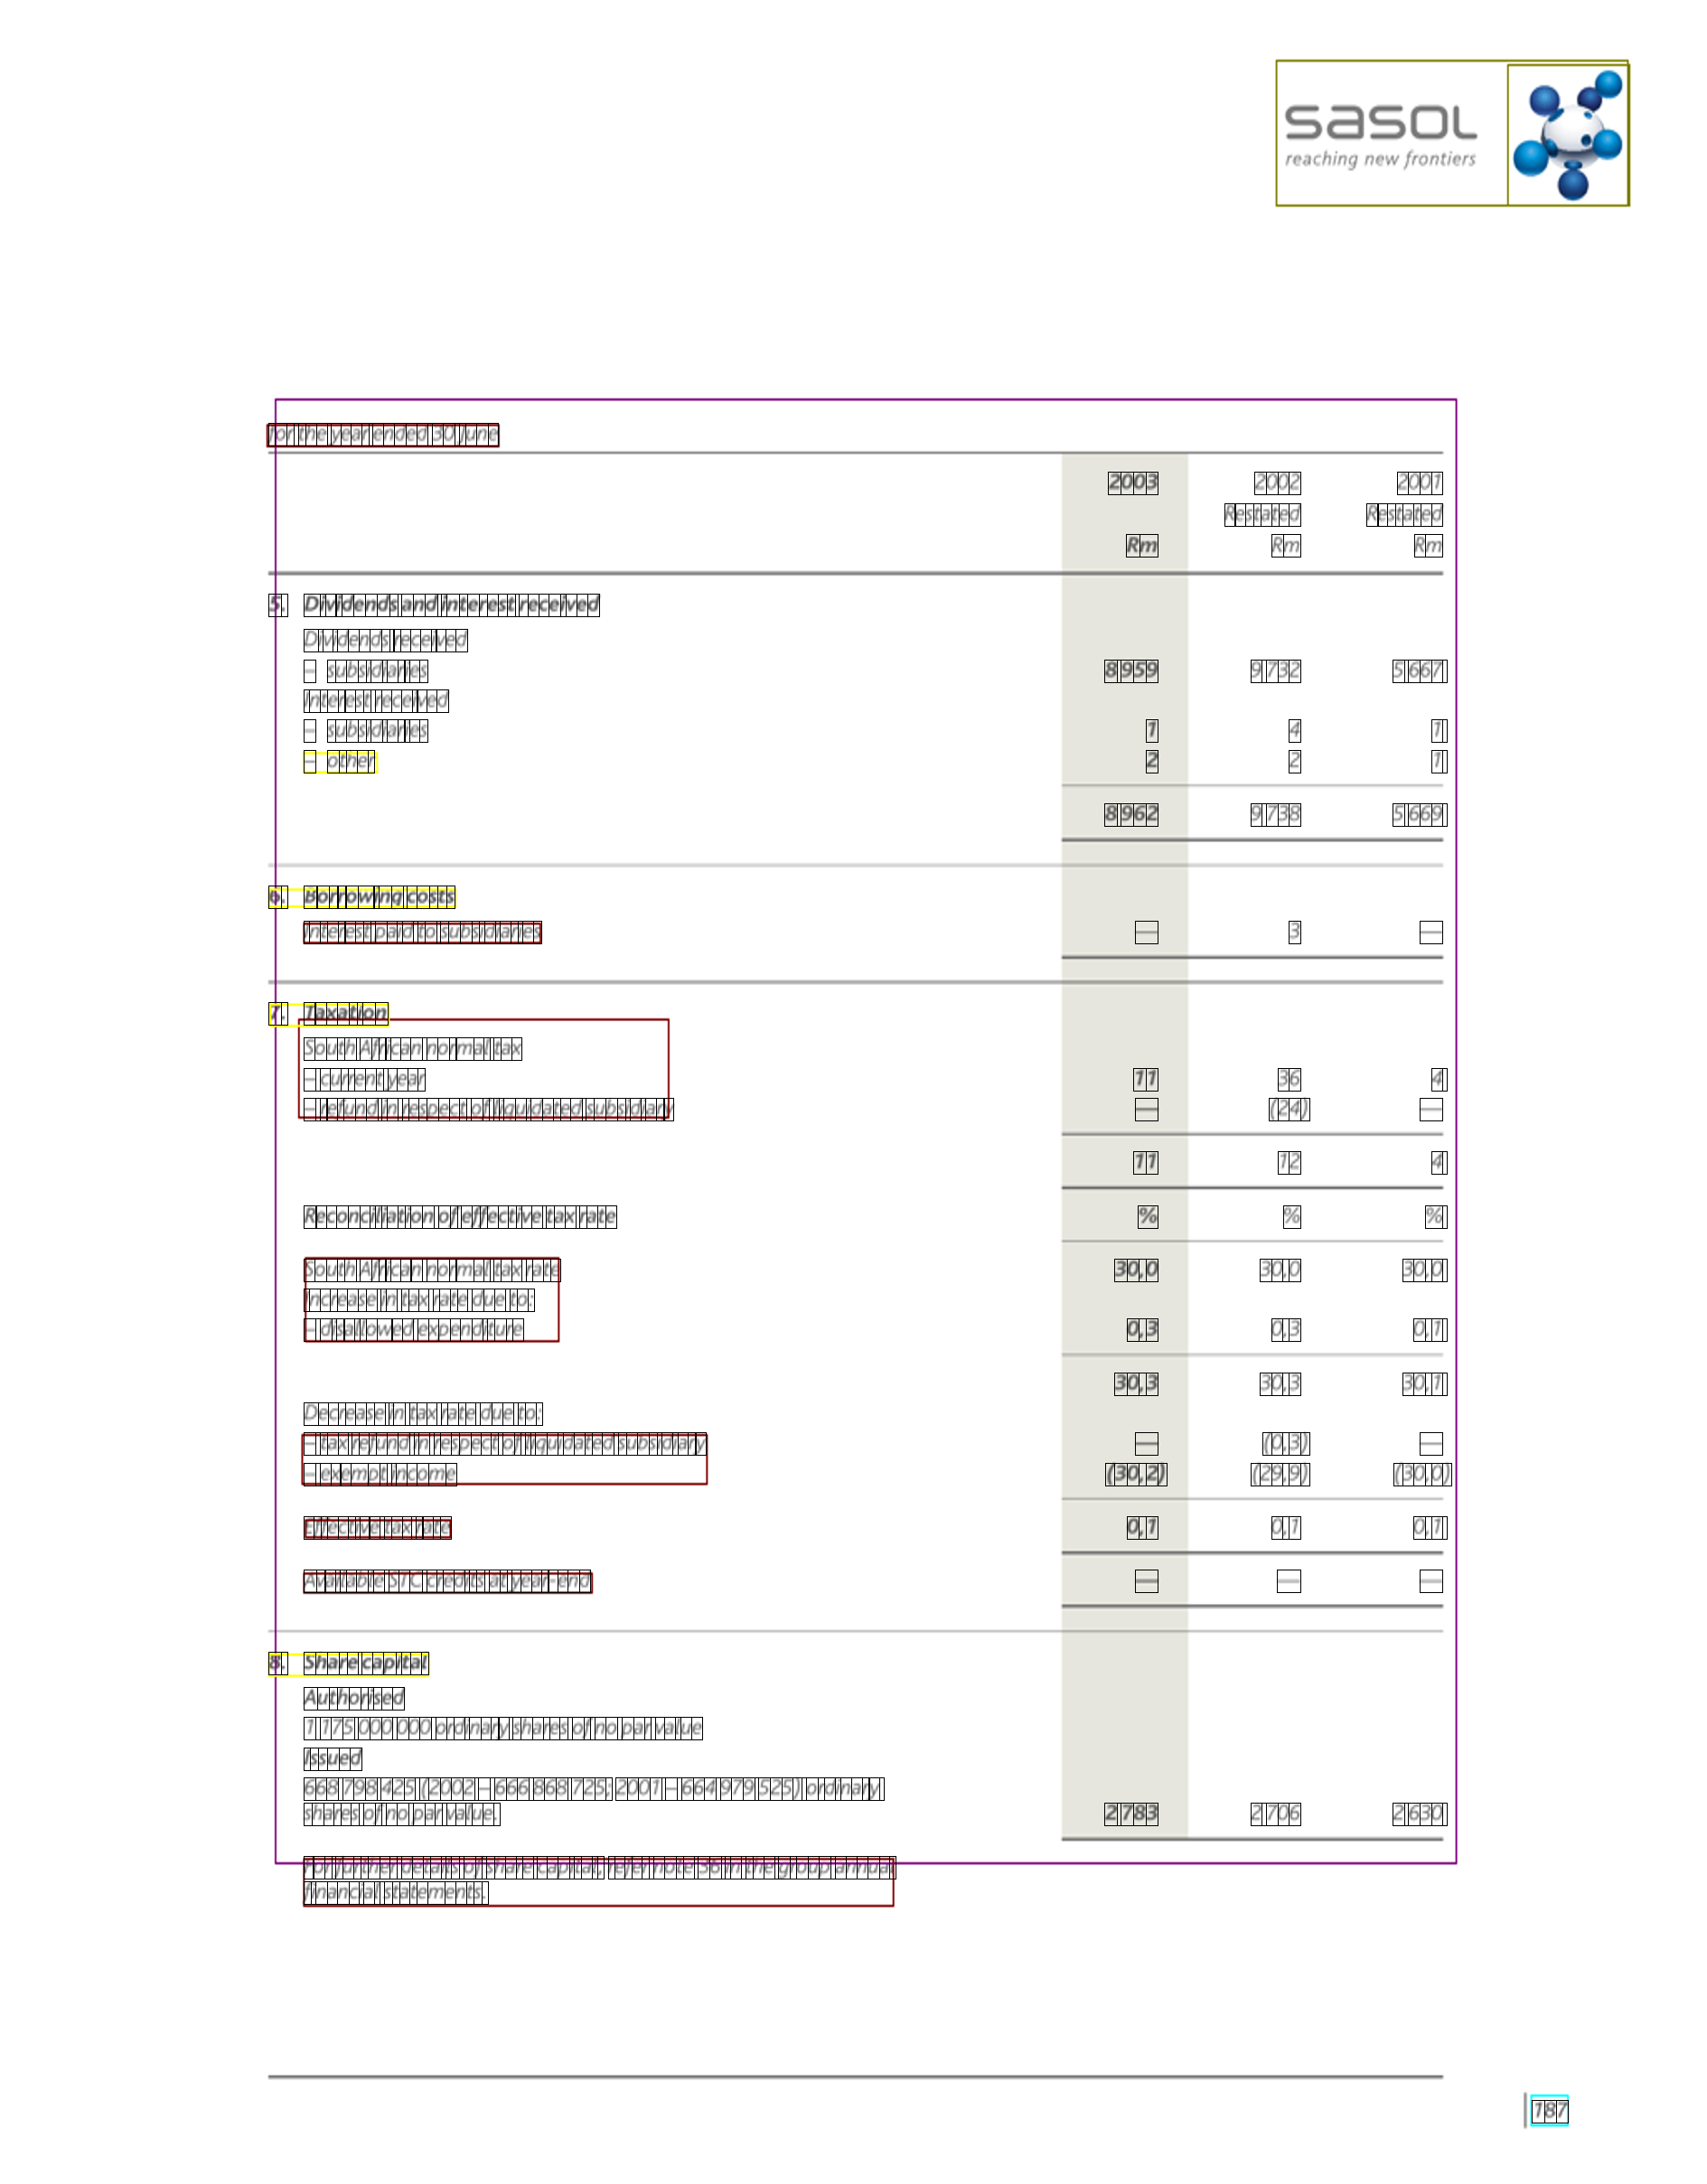 sasol
reaching new frontiers
for the year ended 30 June
2003 2002 2001
Restated Restated
Rm Rm Rm
5. Dividends and interest received
Dividends received
– subsidiaries 8 959 9 732 5 667
Interest received
– subsidiaries 1 4 1
– other 2 2 1
8 962 9 738 5 669
6. Borrowing costs
Interest paid to subsidiaries — 3 —
7. Taxation
South African normal tax
– current year 11 36 4
– refund in respect of liquidated subsidiary — (24) —
11 12 4
Reconciliation of effective tax rate % % %
South African normal tax rate 30,0 30,0 30,0
Increase in tax rate due to:
– disallowed expenditure 0,3 0,3 0,1
30,3 30,3 30,1
Decrease in tax rate due to:
– tax refund in respect of liquidated subsidiary — (0,3) —
– exempt income (30,2) (29,9) (30,0)
Effective tax rate 0,1 0,1 0,1
Available STC credits at year-end — — —
8. Share capital
Authorised
1 175 000 000 ordinary shares of no par value
Issued
668 798 425 (2002 – 666 868 725; 2001 – 664 979 525) ordinary
shares of no par value. 2 783 2 706 2 630
For further details of share capital, refer note 36 in the group annual
financial statements.
187